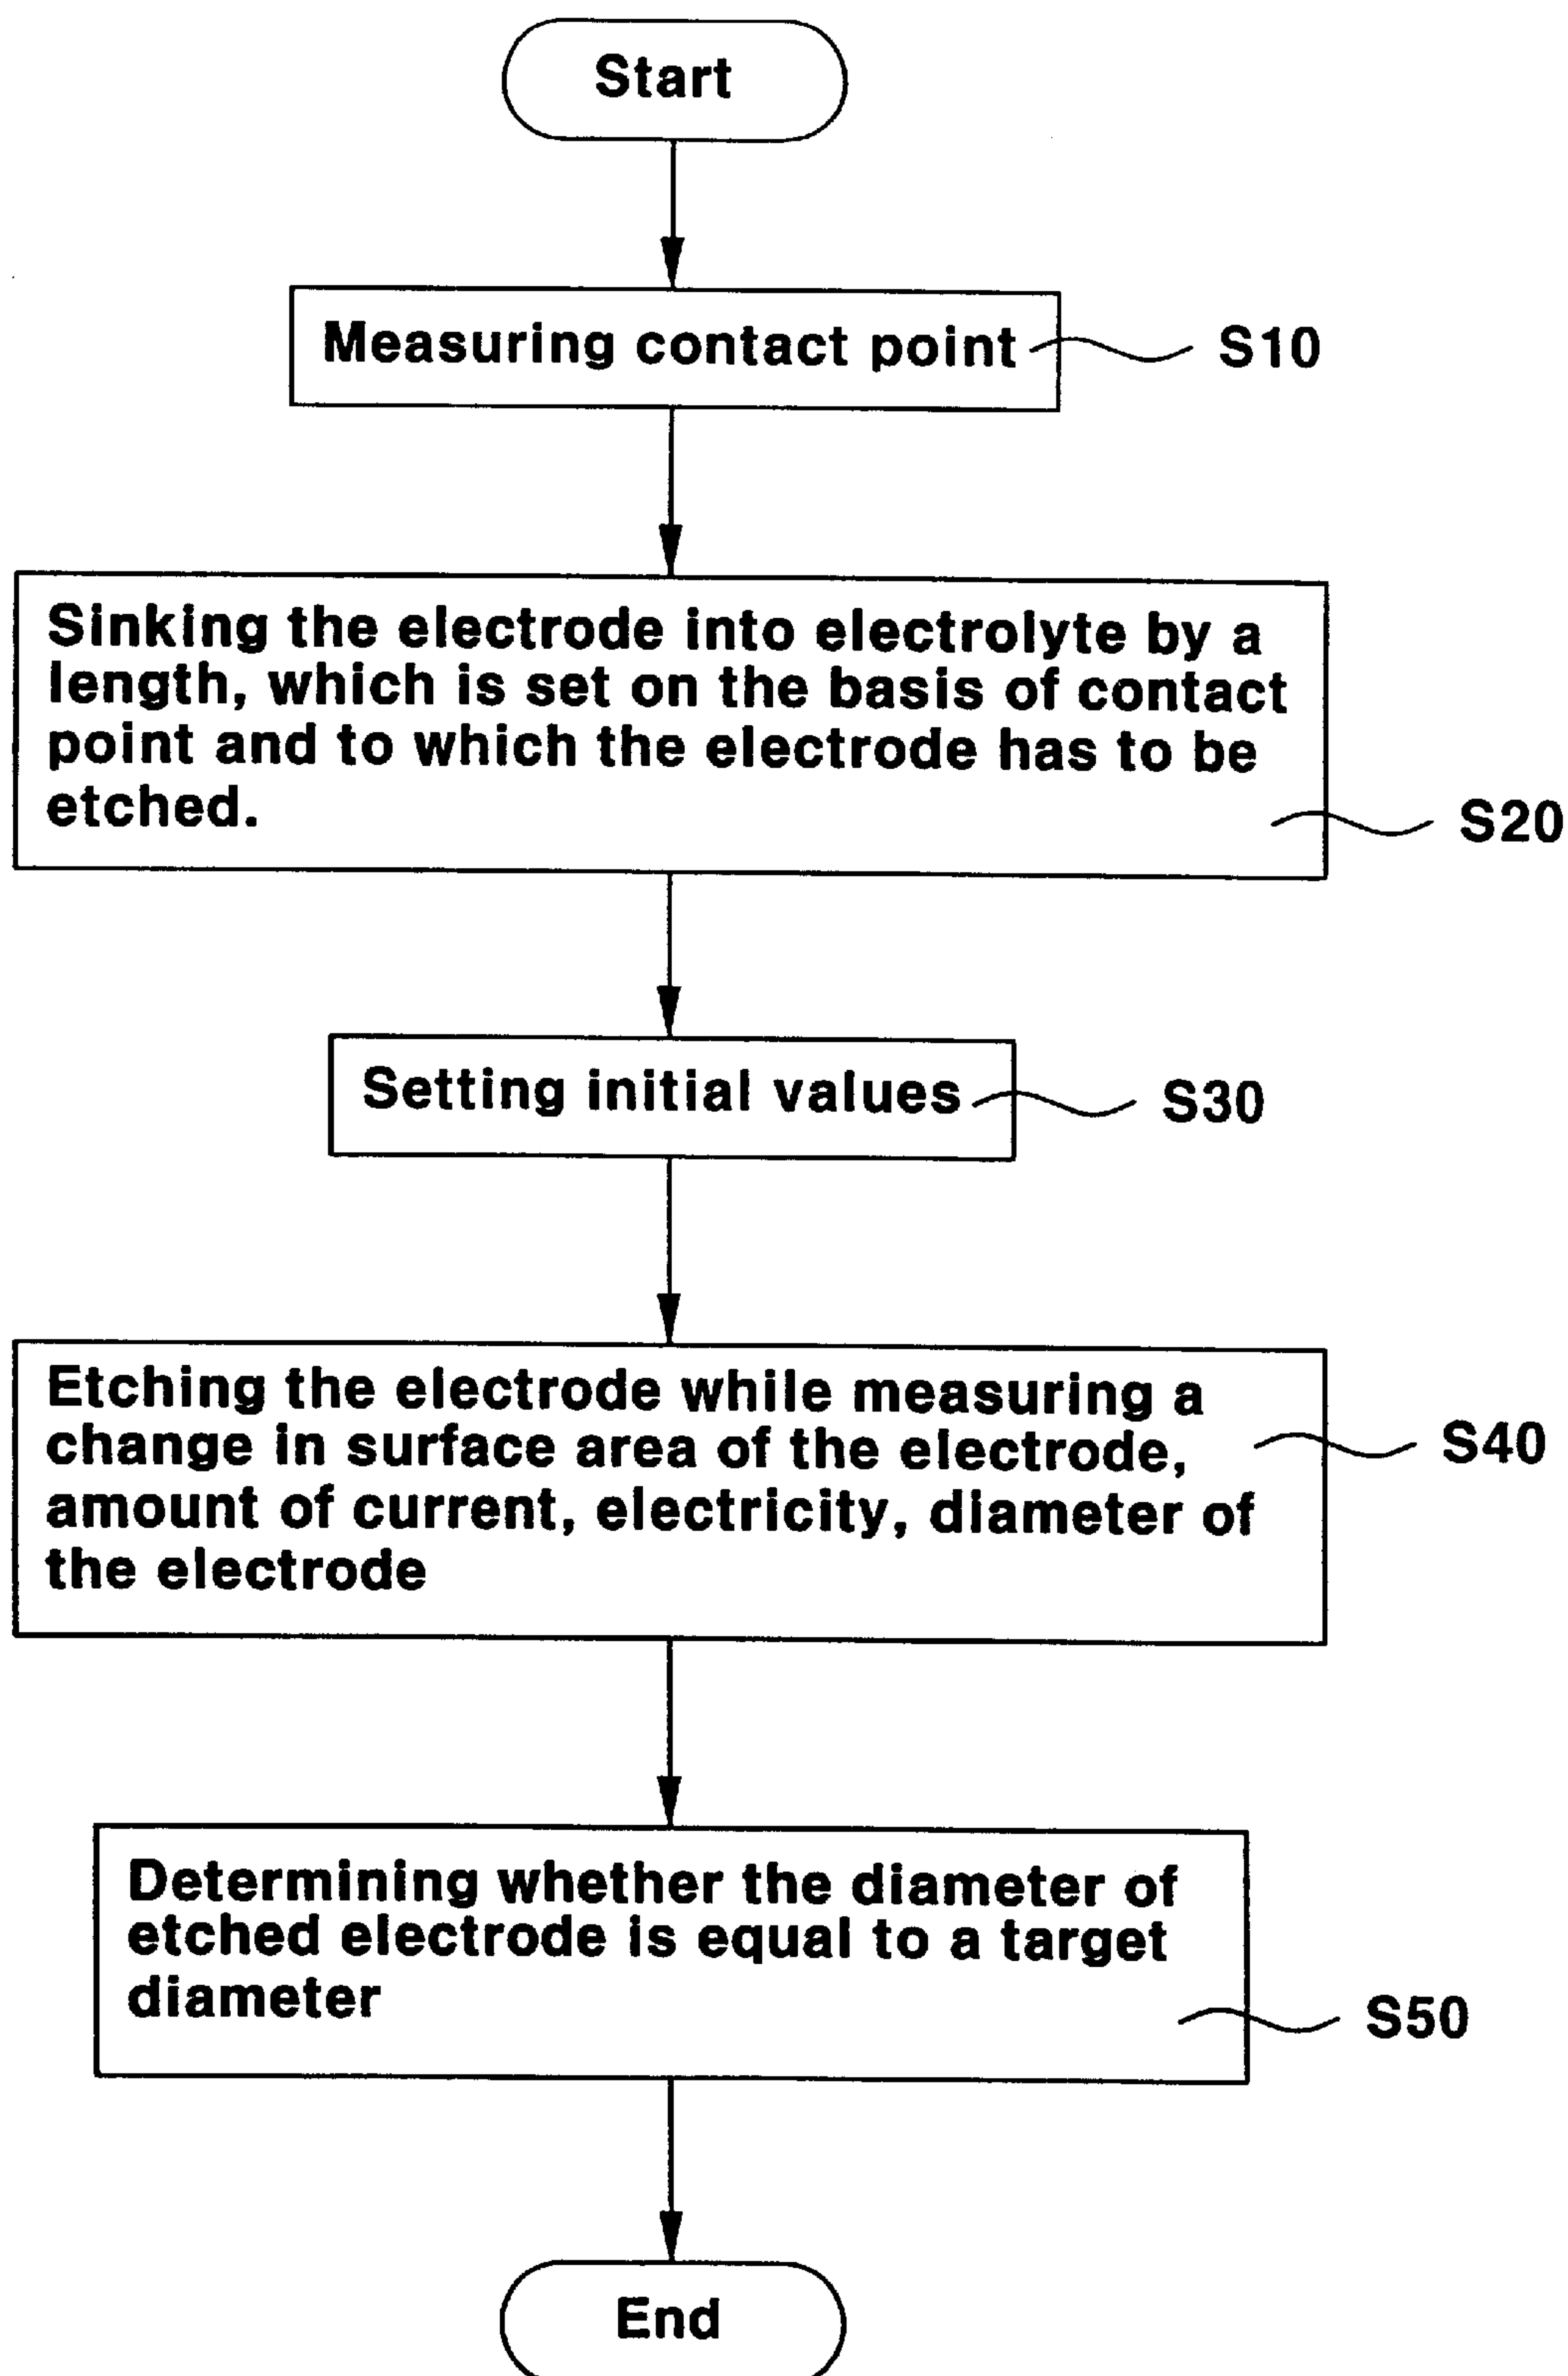 Start
Measuring contact point
S10
Sinking the electrode into electrolyte by a
length, which is set on the basis of contact
point and to which the electrode has to be
etched.
S20
Setting initial values
S30
Etching the electrode while measuring a
change in surface area of the electrode,
amount of current, electricity, diameter of
the electrode
S40
Determining whether the diameter of
etched electrode is equal to a target
diameter
S50
End